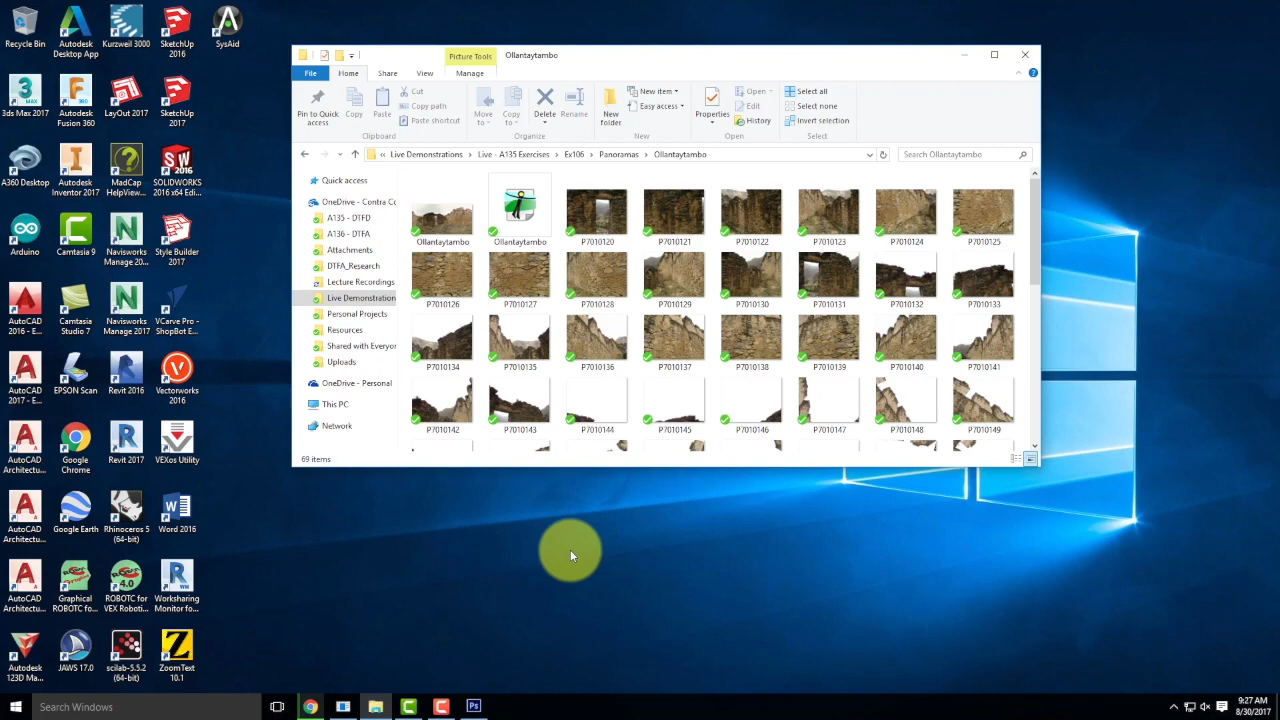 Recycle Bin
Autodesk Desktop App
Kurzweil 3000
SketchUp 2016
SysAid
3ds Max 2017
Autodesk Fusion 360
LayOut 2017
SketchUp 2017
A360 Desktop
Autodesk Inventor 2017
MadCap HelpView...
SOLIDWORKS 2016 x64 Edi...
Arduino
Camtasia 9
Navisworks Manage 20...
Style Builder 2017
AutoCAD 2016 - E...
Camtasia Studio 7
Navisworks Manage 2017
VCarve Pro - ShopBot E...
AutoCAD 2017 - E...
EPSON Scan
Revit 2016
Vectorworks 2016
AutoCAD Architectu...
Google Chrome
Revit 2017
VEXos Utility
AutoCAD Architectu...
Google Earth
Rhinoceros 5 (64-bit)
Word 2016
AutoCAD Architectu...
Graphical ROBOTC fo...
ROBOTC for VEX Roboti...
Worksharing Monitor fo...
Autodesk 123D Ma...
JAWS 17.0
scilab-5.5.2 (64-bit)
ZoomText 10.1
Picture Tools
Ollantaytambo
File
Home
Share
View
Manage
Pin to Quick access
Copy
Paste
Cut
Copy path
Paste shortcut
Clipboard
Move to
Copy to
Delete
Rename
Organize
New folder
New item
Easy access
New
Properties
Open
Edit
History
Open
Select all
Select none
Invert selection
Select
« Live Demonstrations > Live - A135 Exercises > Ex106 > Panoramas > Ollantaytambo
Search Ollantaytambo
Quick access
OneDrive - Contra Co
A135 - DTFD
A136 - DTFA
Attachments
DTFA_Research
Lecture Recordings
Live Demonstration
Personal Projects
Resources
Shared with Everyor
Uploads
OneDrive - Personal
This PC
Network
Ollantaytambo
Ollantaytambo
P7010120
P7010121
P7010122
P7010123
P7010124
P7010125
P7010126
P7010127
P7010128
P7010129
P7010130
P7010131
P7010132
P7010133
P7010134
P7010135
P7010136
P7010137
P7010138
P7010139
P7010140
P7010141
P7010142
P7010143
P7010144
P7010145
P7010146
P7010147
P7010148
P7010149
69 items
Search Windows
9:27 AM
8/30/2017